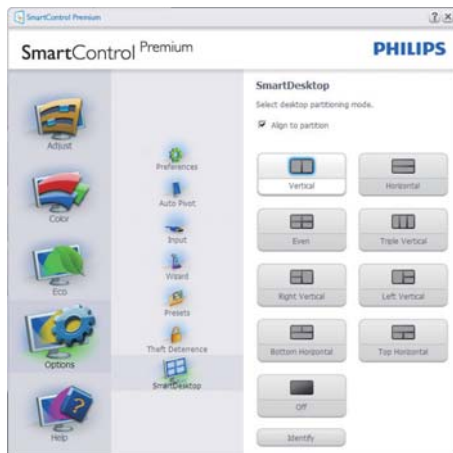 SmartControl Premium
SmartControl Premium
PHILIPS
Adjust
Color
Eco
Options
Help
Preferences
Auto Pivot
Input
Wizard
Presets
Theft Deterrence
SmartDesktop
SmartDesktop
Select desktop partitioning mode.
Align to partition
Vertical
Horizontal
Even
Triple Vertical
Right Vertical
Left Vertical
Bottom Horizontal
Top Horizontal
Off
Identify